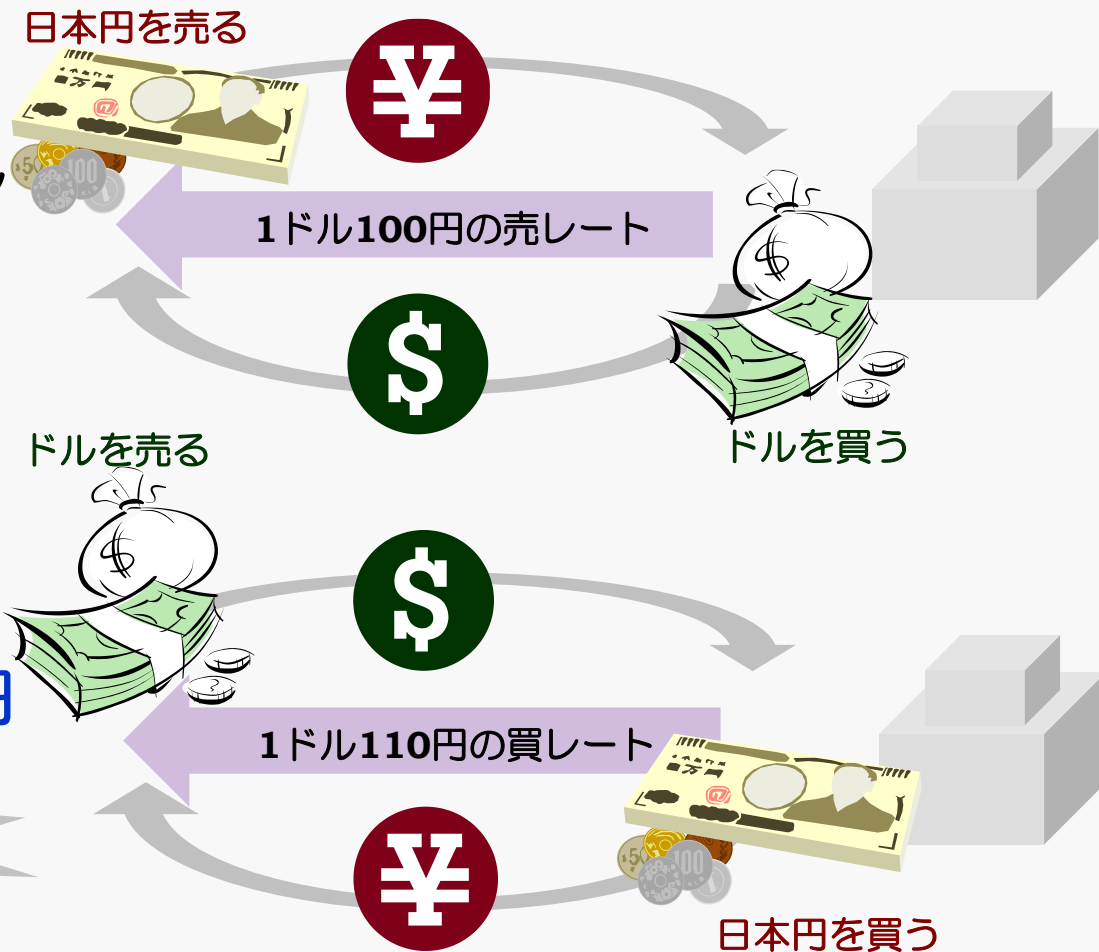 日本円を売る
¥
1ドル100円の売レート
$
ドルを売る
ドルを買う
$
円
1ドル110円の買レート
¥
日本円を買う